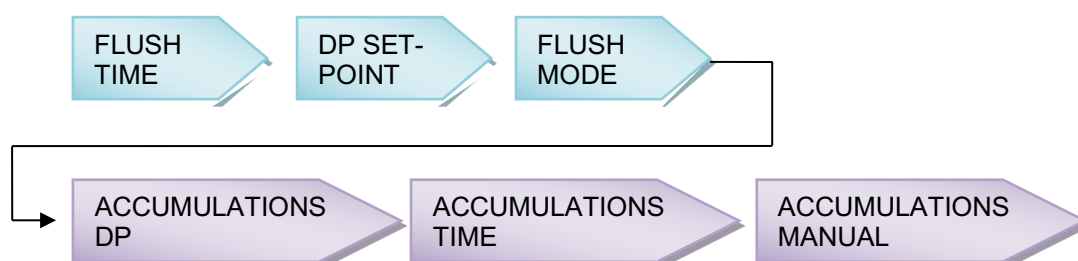 FLUSH
TIME
DP SET-
POINT
FLUSH
MODE
ACCUMULATIONS
DP
ACCUMULATIONS
TIME
ACCUMULATIONS
MANUAL